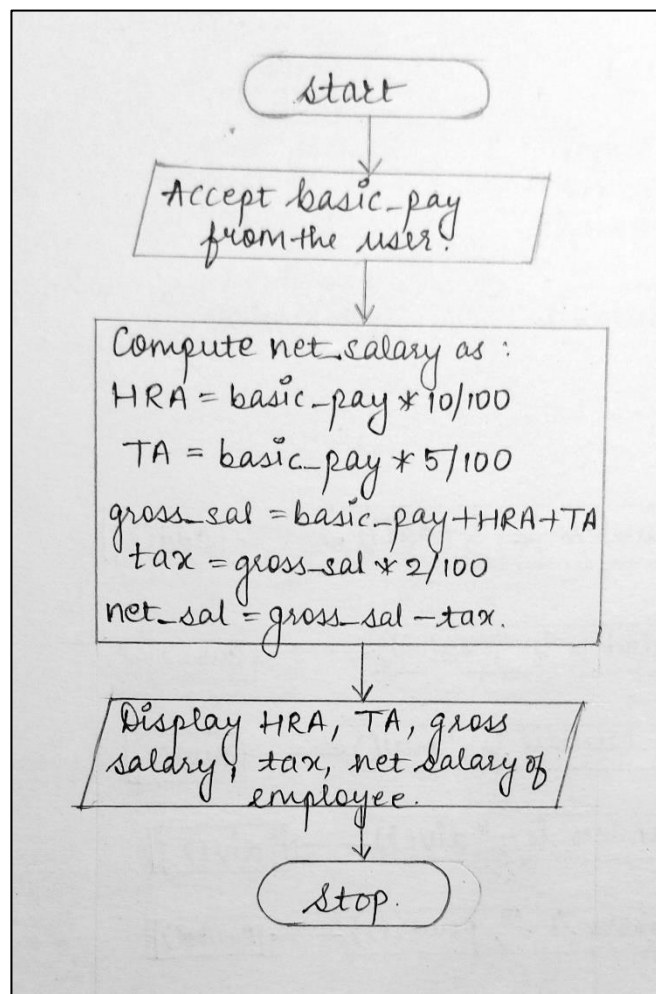 start
Accept basic_pay
from the user.
Compute net_salary as :
HRA = basic_pay * 10/100
TA = basic_pay * 5/100
gross_sal = basic_pay + HRA + TA
tax = gross_sal * 2/100
net_sal = gross_sal - tax.
Display HRA, TA, gross
salary, tax, net salary of
employee.
stop.